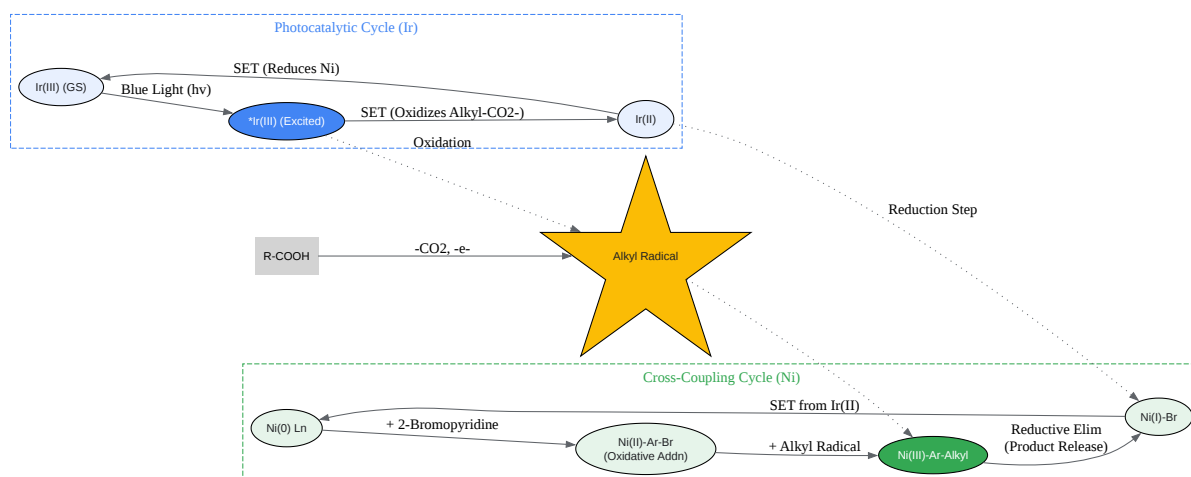 Photocatalytic Cycle (Ir)
SET (Reduces Ni)
Ir(III) (GS)
Blue Light (hv)
*Ir(III) (Excited)
SET (Oxidizes Alkyl-CO2-)
Ir(II)
Oxidation
Reduction Step
R-COOH
-CO2, -e-
Alkyl Radical
Cross-Coupling Cycle (Ni)
SET from Ir(II)
Ni(I)-Br
Ni(0) Ln
+ 2-Bromopyridine
Ni(II)-Ar-Br
(Oxidative Addn)
+ Alkyl Radical
Ni(III)-Ar-Alkyl
Reductive Elim
(Product Release)